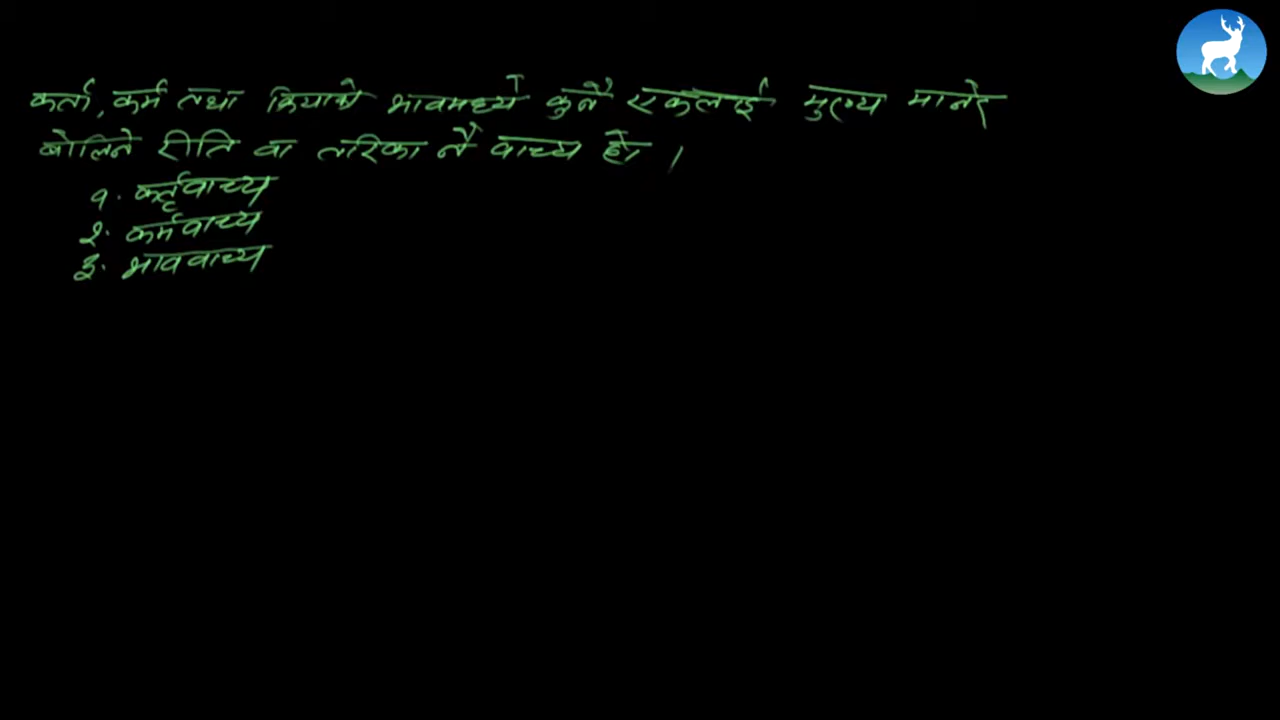 कर्ता, कर्म तथा क्रियाको भावमध्ये कुनै एकलाई मुख्य मानेर
बोलिने रीति वा तरिका नै वाच्य हो ।
१. कर्तृवाच्य
२. कर्मवाच्य
३. भाववाच्य